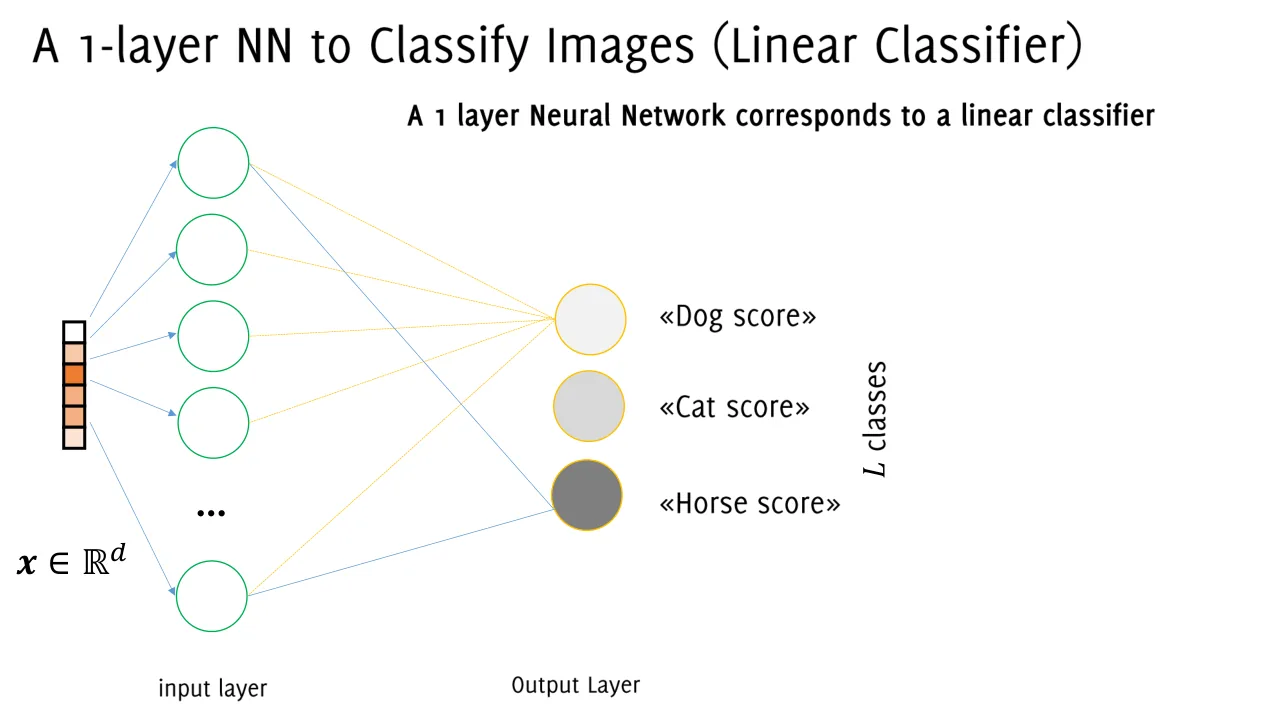 A 1-layer NN to Classify Images (Linear Classifier)
A 1 layer Neural Network corresponds to a linear classifier
«Dog score»
«Cat score»
«Horse score»
L classes
...
x ∈ ℝᵈ
input layer
Output Layer